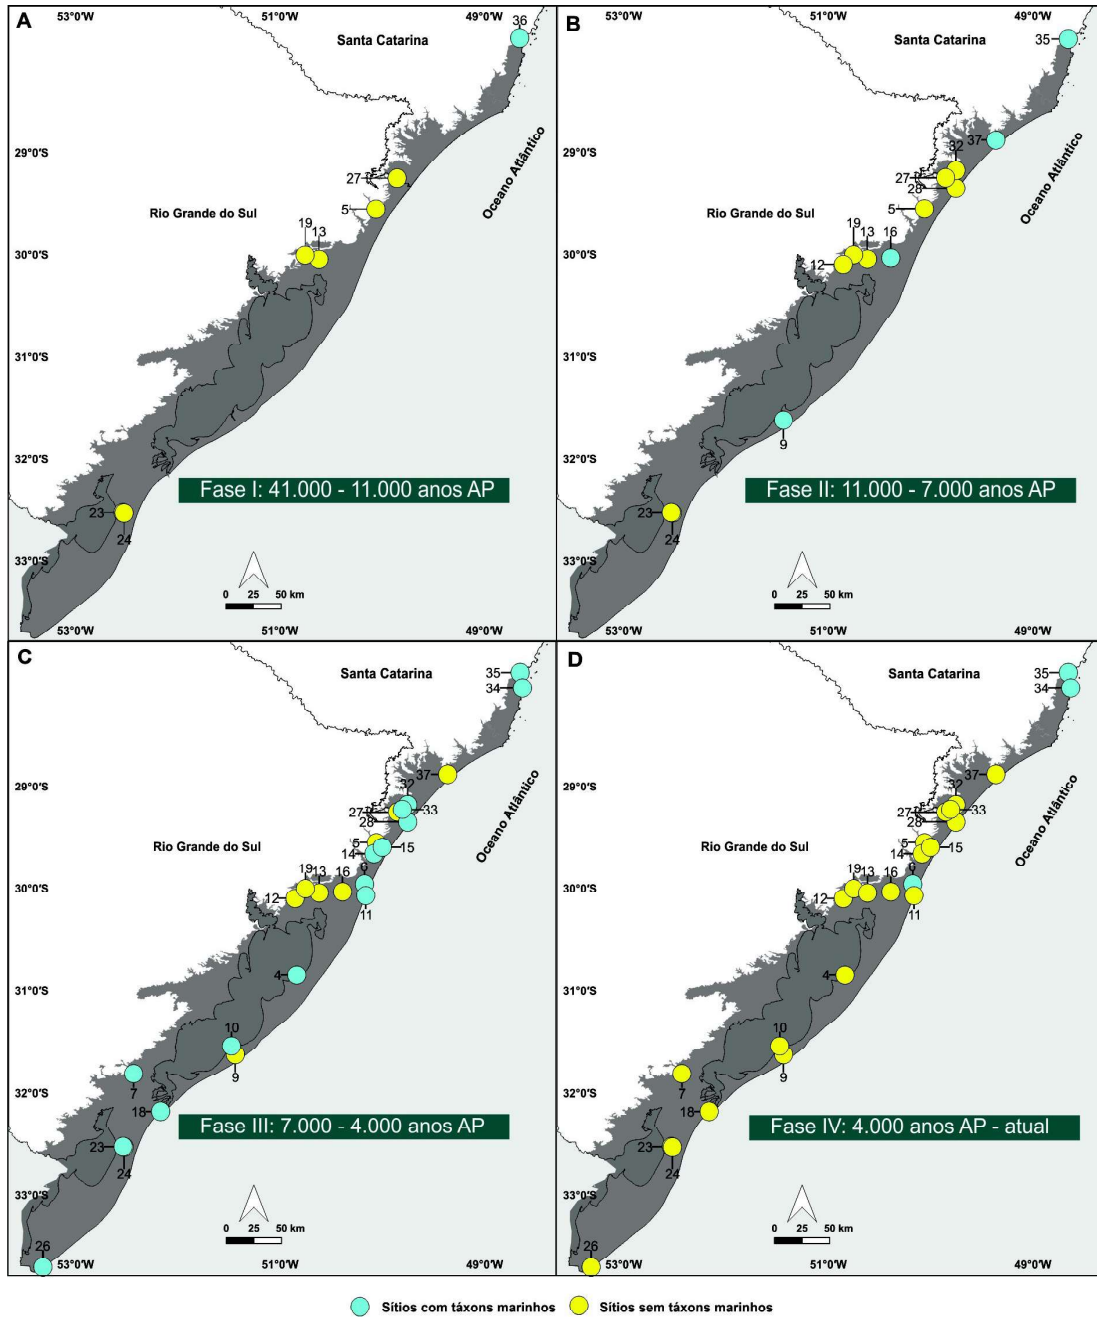 A
53°0'W
51°0'W
49°0'W
36
Santa Catarina
Oceano Atlântico
29°0'S
27
5
Rio Grande do Sul
19
13
30°0'S
31°0'S
32°0'S
Fase I: 41.000 - 11.000 anos AP
23
24
33°0'S
0 25 50 km
53°0'W
51°0'W
49°0'W
B
51°0'W
49°0'W
35
Santa Catarina
37
Oceano Atlântico
32
29°0'S
27
28
5
Rio Grande do Sul
19
13
16
12
30°0'S
31°0'S
9
32°0'S
Fase II: 11.000 - 7.000 anos AP
23
24
33°0'S
0 25 50 km
53°0'W
51°0'W
49°0'W
C
Santa Catarina
35
34
37
Oceano Atlântico
32
29°0'S
27
33
28
5
15
14
Rio Grande do Sul
6
19
13
16
12
30°0'S
11
4
31°0'S
10
9
7
32°0'S
18
Fase III: 7.000 - 4.000 anos AP
23
24
33°0'S
26
0 25 50 km
53°0'W
51°0'W
49°0'W
D
Santa Catarina
35
34
37
Oceano Atlântico
32
29°0'S
27
33
28
5
15
14
Rio Grande do Sul
6
19
13
16
12
30°0'S
11
4
31°0'S
10
9
7
32°0'S
18
Fase IV: 4.000 anos AP - atual
23
24
33°0'S
26
0 25 50 km
53°0'W
51°0'W
49°0'W
Sítios com táxons marinhos
Sítios sem táxons marinhos